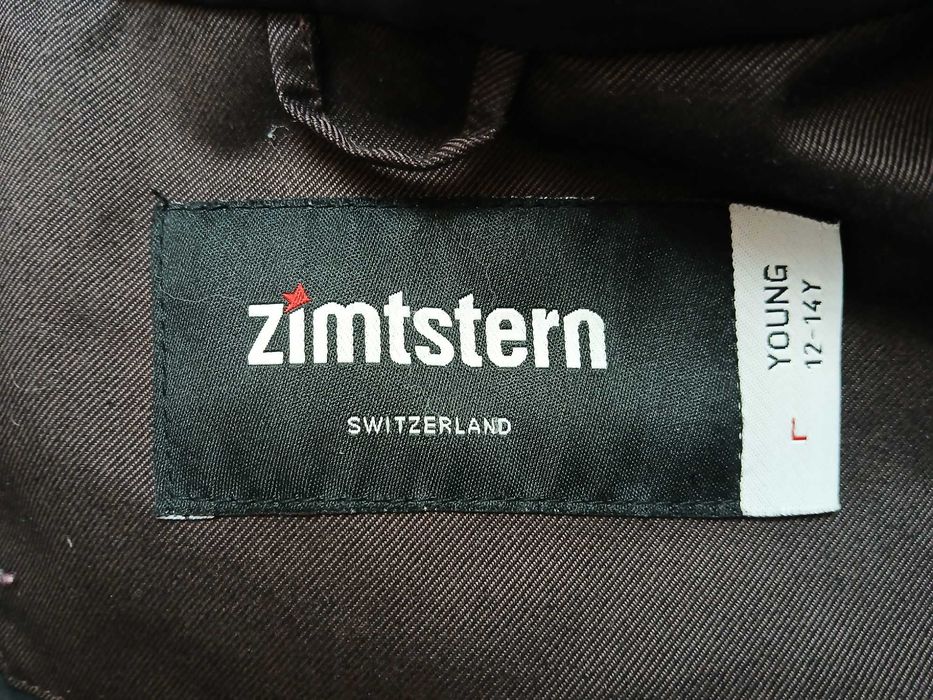 zimtstern
SWITZERLAND
YOUNG
12-14Y
L